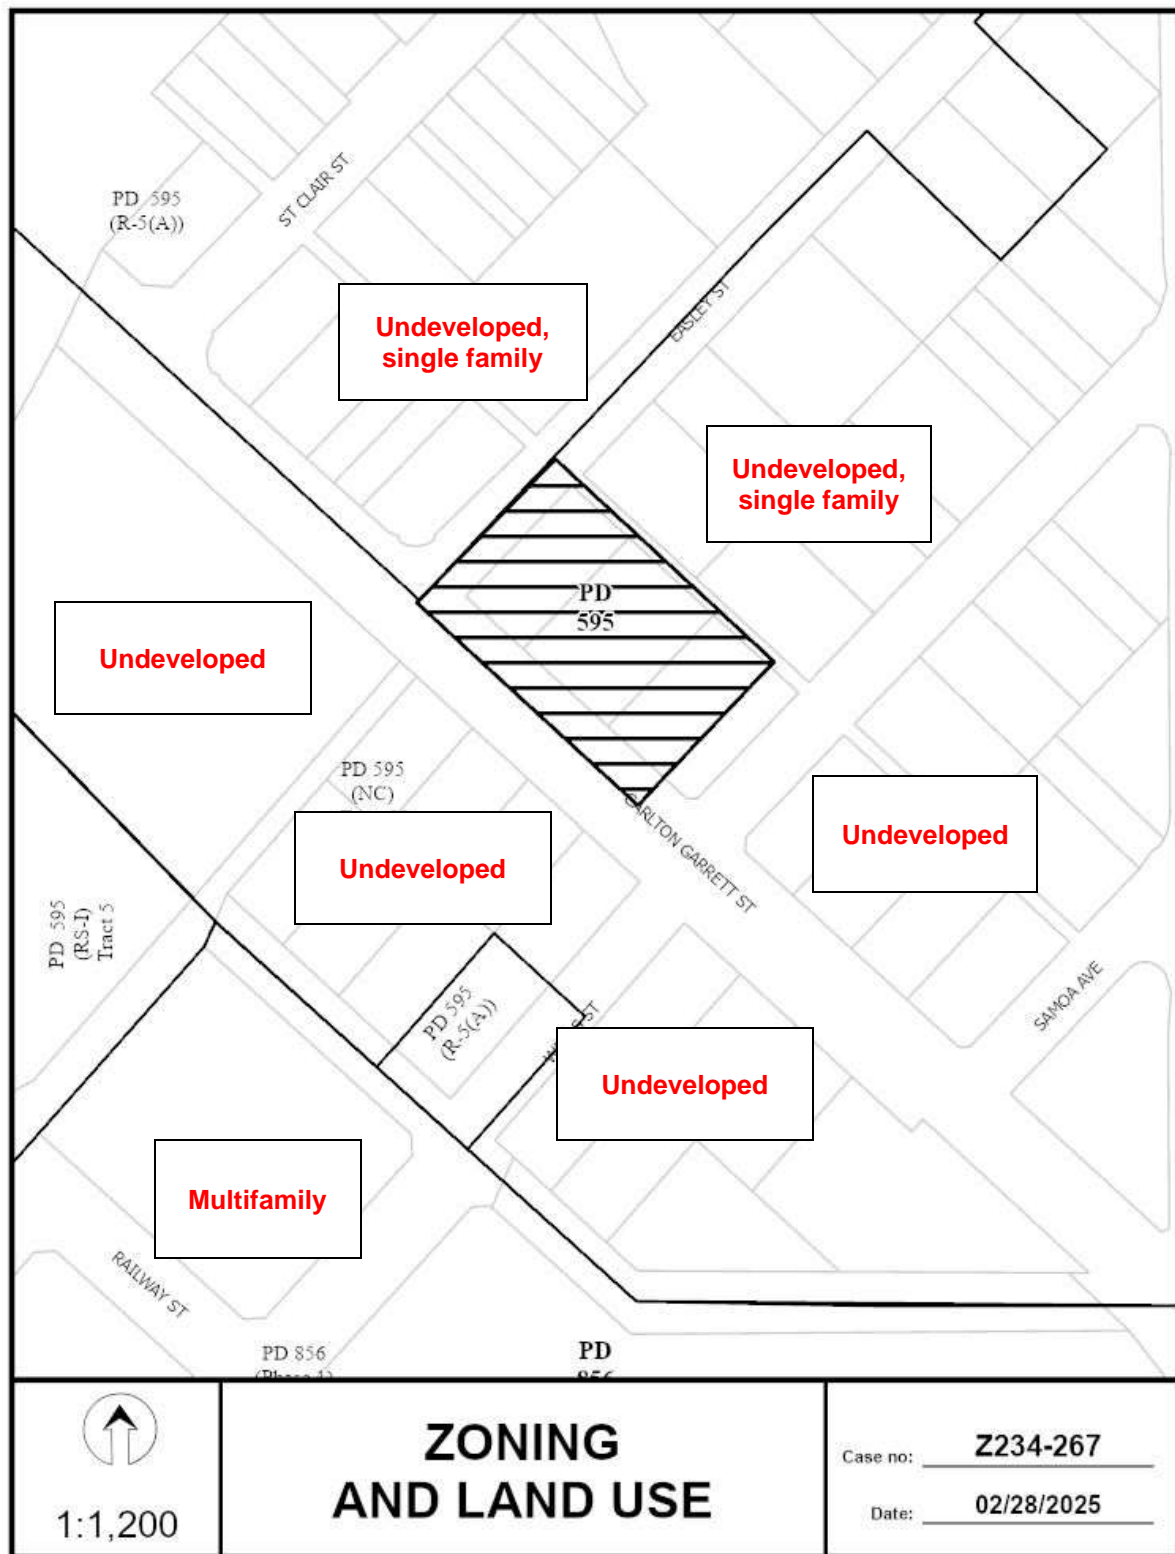 PD 595
(R-5(A))
ST CLAIR ST
Undeveloped,
single family
EASLEY ST
Undeveloped,
single family
PD
595
Undeveloped
PD 595
(NC)
CARLTON GARRETT ST
Undeveloped
Undeveloped
PD 595
(RS-I)
Tract 5
PD 595
(R-5(A))
ST
SAMOA AVE
Undeveloped
Multifamily
RAILWAY ST
PD 856
PD
1:1,200
ZONING
AND LAND USE
Case no: Z234-267
Date: 02/28/2025